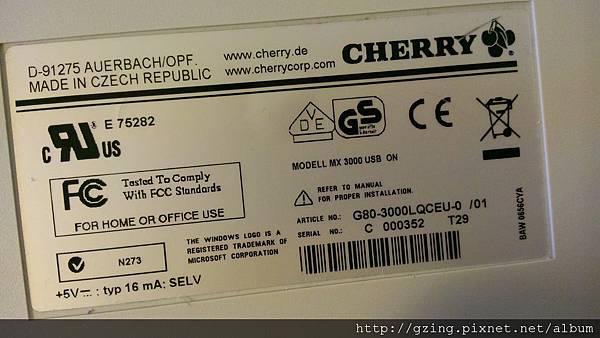 D-91275 AUERBACH/OPF.
MADE IN CZECH REPUBLIC
www.cherry.de
www.cherrycorp.com
CHERRY
C RU US
E 75282
VDE
GS
CE
MODELL MX 3000 USB ON
FC
Tested To Comply
With FCC Standards
FOR HOME OR OFFICE USE
REFER TO MANUAL
FOR PROPER INSTALLATION.
ARTICLE NO.: G80-3000LQCEU-0 /01
SERIAL NO.: C 000352 T29
N273
THE WINDOWS LOGO IS A
REGISTERED TRADEMARK OF
MICROSOFT CORPORATION
+5V⎓: typ 16 mA: SELV
BAW 0656CYA
http://gzing.pixnet.net/album